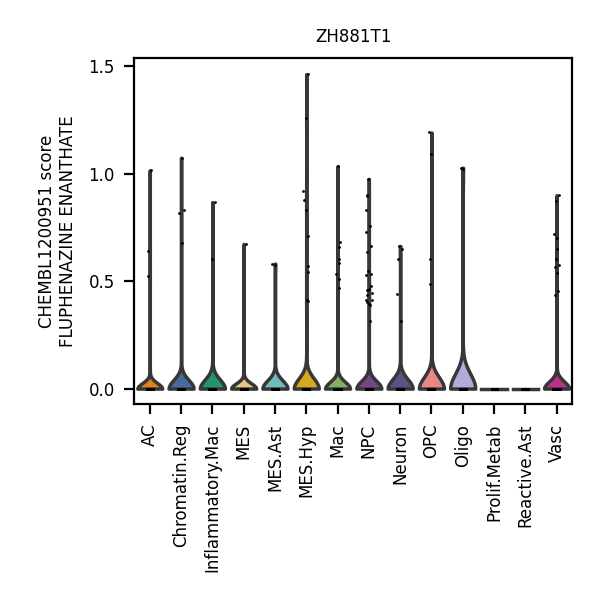 ZH881T1
CHEMBL1200951 score
FLUPHENAZINE ENANTHATE
1.5
1.0
0.5
0.0
AC
Chromatin.Reg
Inflammatory.Mac
MES
MES.Ast
MES.Hyp
Mac
NPC
Neuron
OPC
Oligo
Prolif.Metab
Reactive.Ast
Vasc